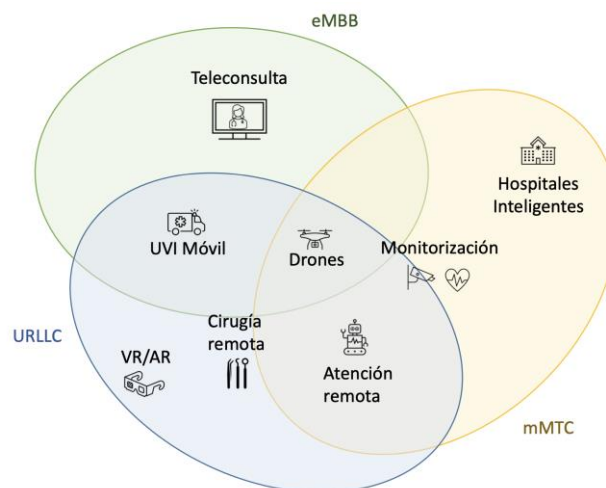 eMBB
Teleconsulta
Hospitales
Inteligentes
UVI Móvil
Drones
Monitorización
URLLC
VR/AR
Cirugía
remota
Atención
remota
mMTC